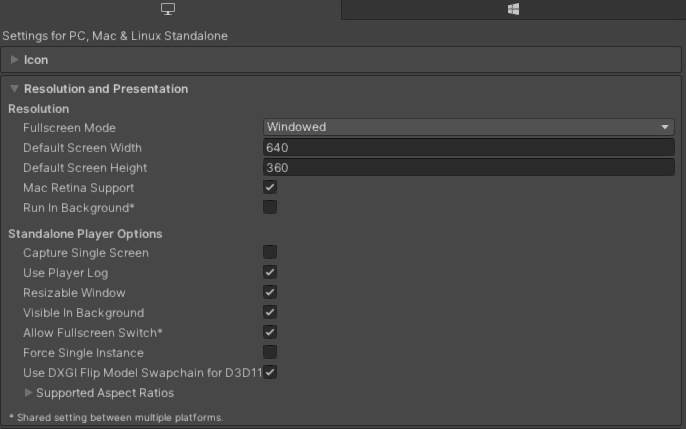 Settings for PC, Mac & Linux Standalone
Icon
Resolution and Presentation
Resolution
Fullscreen Mode Windowed
Default Screen Width 640
Default Screen Height 360
Mac Retina Support
Run In Background*
Standalone Player Options
Capture Single Screen
Use Player Log
Resizable Window
Visible In Background
Allow Fullscreen Switch*
Force Single Instance
Use DXGI Flip Model Swapchain for D3D11
Supported Aspect Ratios
* Shared setting between multiple platforms.